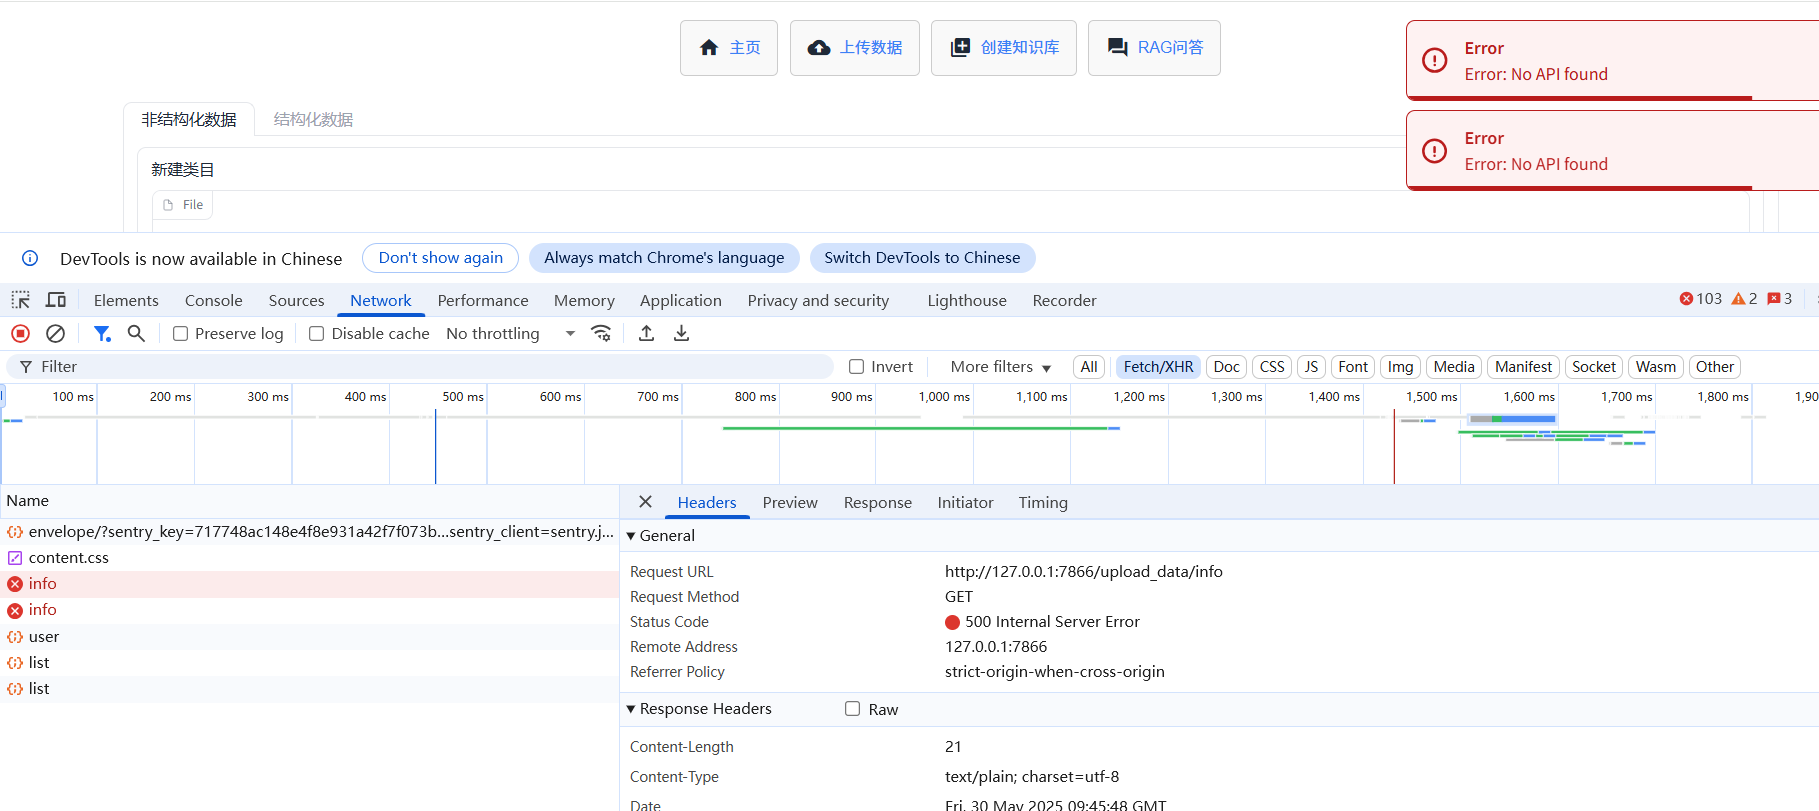 主页
上传数据
创建知识库
RAG问答
Error
Error: No API found
Error
Error: No API found
非结构化数据
结构化数据
新建类目
File
DevTools is now available in Chinese
Don't show again
Always match Chrome's language
Switch DevTools to Chinese
Elements
Console
Sources
Network
Performance
Memory
Application
Privacy and security
Lighthouse
Recorder
103
2
3
Preserve log
Disable cache
No throttling
Filter
Invert
More filters
All
Fetch/XHR
Doc
CSS
JS
Font
Img
Media
Manifest
Socket
Wasm
Other
100 ms
200 ms
300 ms
400 ms
500 ms
600 ms
700 ms
800 ms
900 ms
1,000 ms
1,100 ms
1,200 ms
1,300 ms
1,400 ms
1,500 ms
1,600 ms
1,700 ms
1,800 ms
1,90
Name
envelope/?sentry_key=717748ac148e4f8e931a42f7f073b...sentry_client=sentry.j...
content.css
info
info
user
list
list
Headers
Preview
Response
Initiator
Timing
General
Request URL
http://127.0.0.1:7866/upload_data/info
Request Method
GET
Status Code
500 Internal Server Error
Remote Address
127.0.0.1:7866
Referrer Policy
strict-origin-when-cross-origin
Response Headers
Raw
Content-Length
21
Content-Type
text/plain; charset=utf-8
Date
Fri, 30 May 2025 09:45:48 GMT